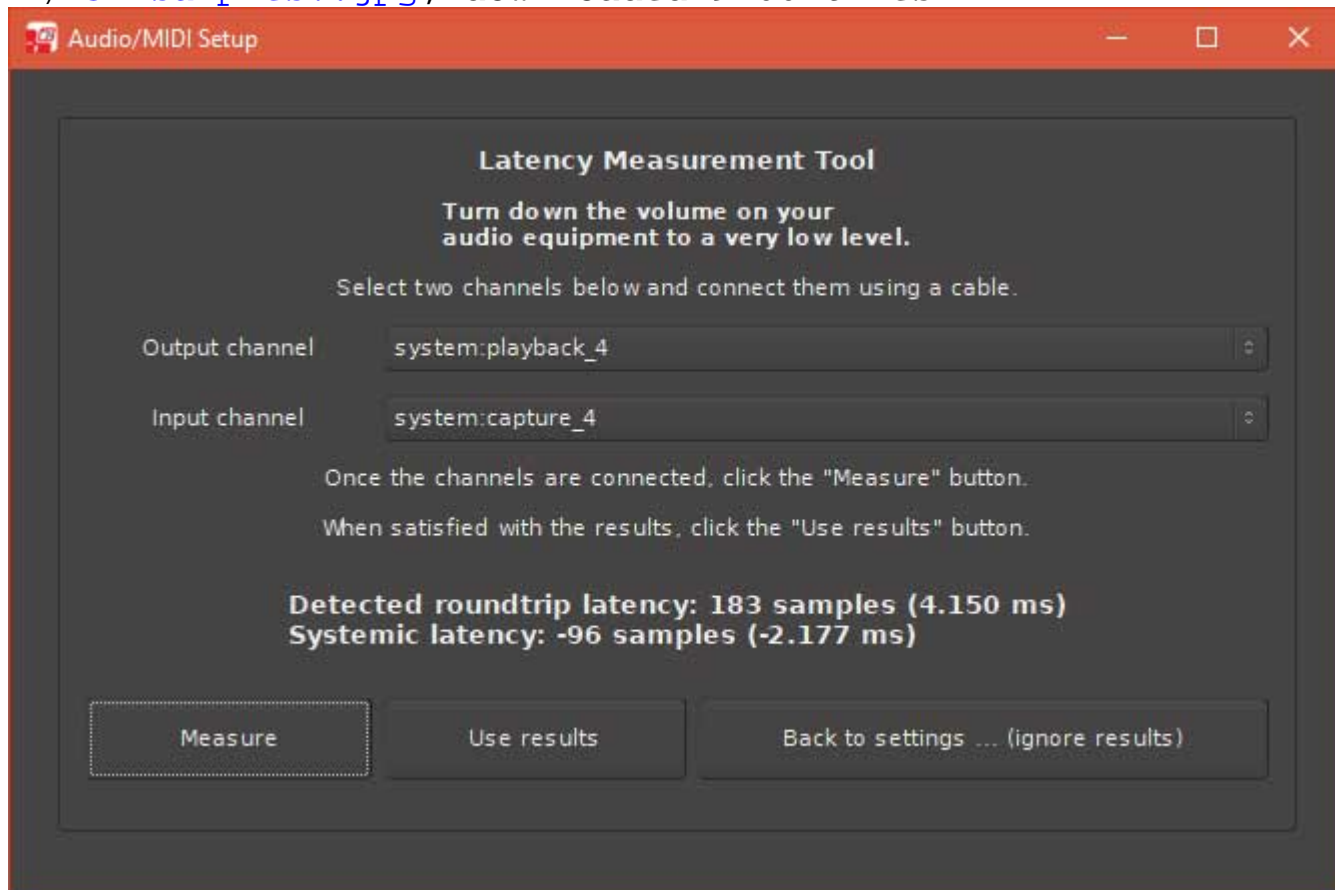 Audio/MIDI Setup
Latency Measurement Tool
Turn down the volume on your
audio equipment to a very low level.
Select two channels below and connect them using a cable.
Output channel system:playback_4
Input channel system:capture_4
Once the channels are connected, click the "Measure" button.
When satisfied with the results, click the "Use results" button.
Detected roundtrip latency: 183 samples (4.150 ms)
Systemic latency: -96 samples (-2.177 ms)
Measure Use results Back to settings ... (ignore results)